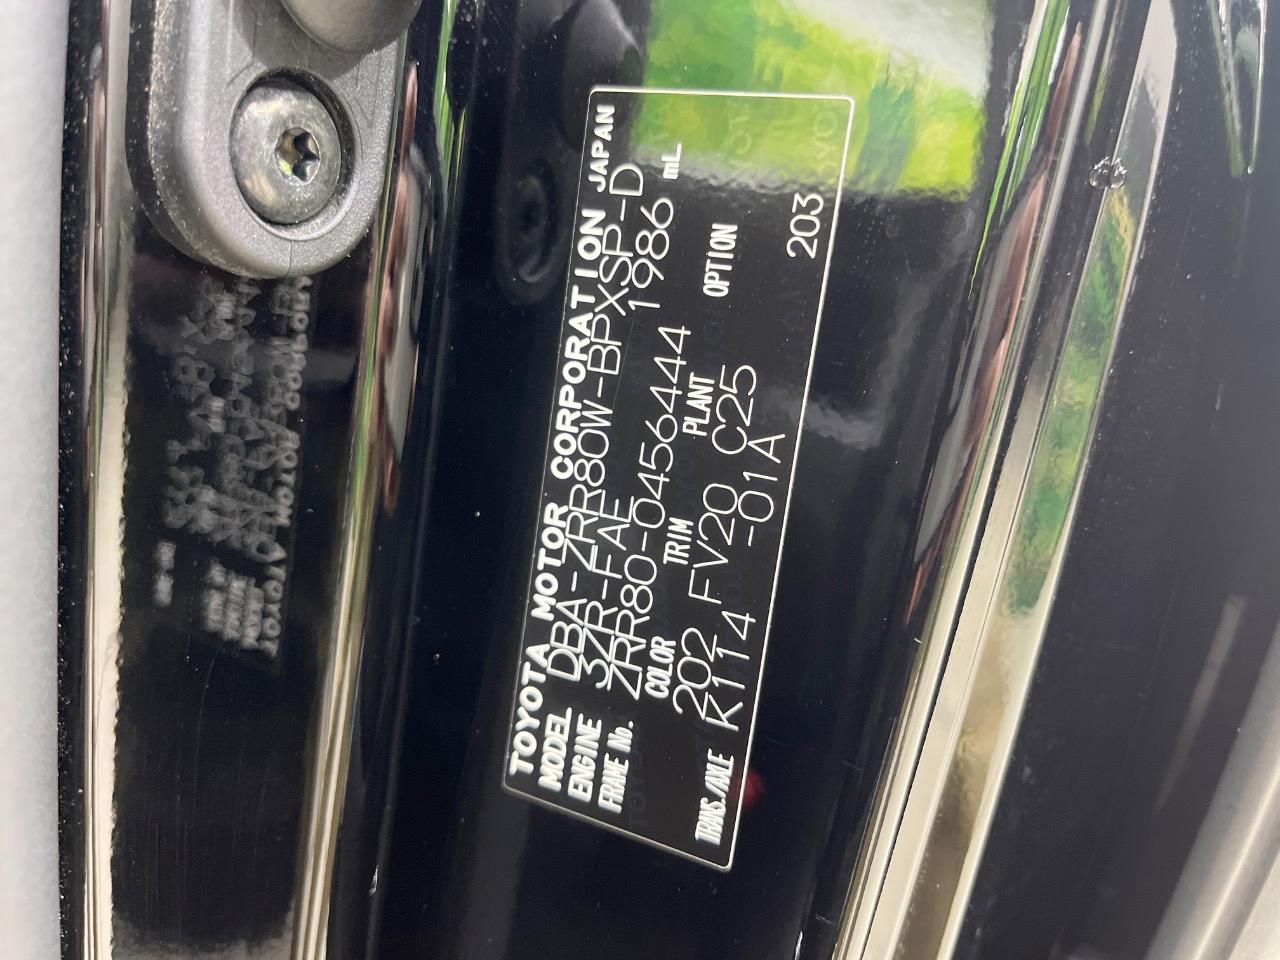 TOYOTA MOTOR CORPORATION JAPAN
MODEL DBA-ZRR80W-BPXSP-D
ENGINE 3ZR-FAE 1986 mL
FRAME No. ZRR80-0456444
COLOR TRIM PLANT OPTION
202 FV20 C25
TRANS./AXLE K114 -01A
203